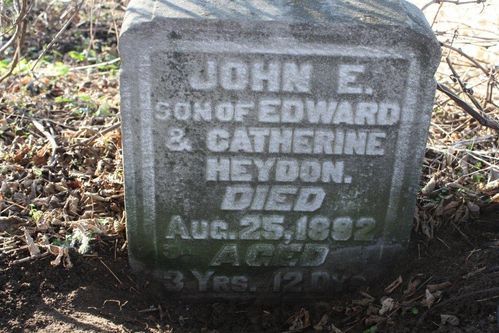 JOHN E.
SON OF EDWARD
& CATHERINE
HEYDON.
DIED
AUG. 25, 1882
AGED
3 YRS. 12 DYS